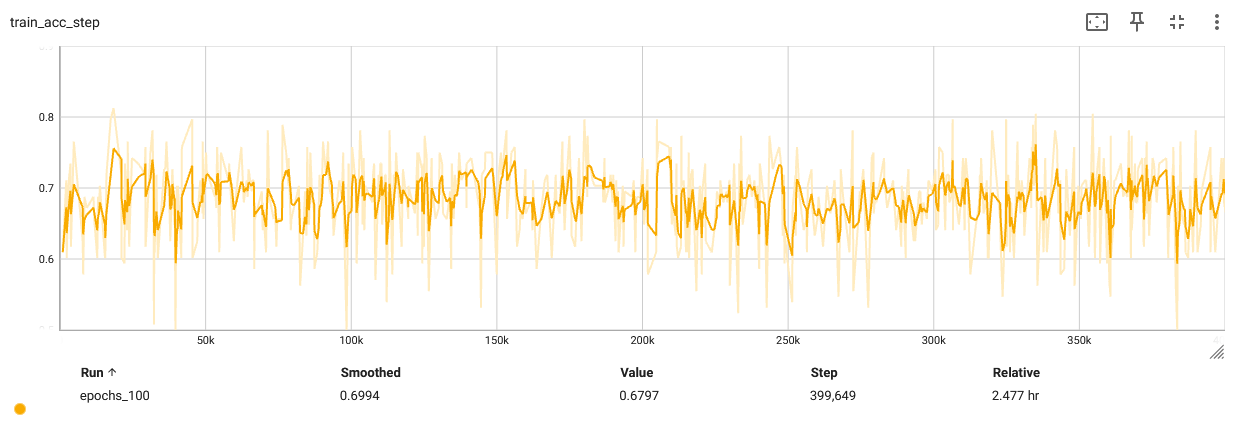 train_acc_step
0.8
0.7
0.6
50k 100k 150k 200k 250k 300k 350k
Run ↑ Smoothed Value Step Relative
epochs_100 0.6994 0.6797 399,649 2.477 hr